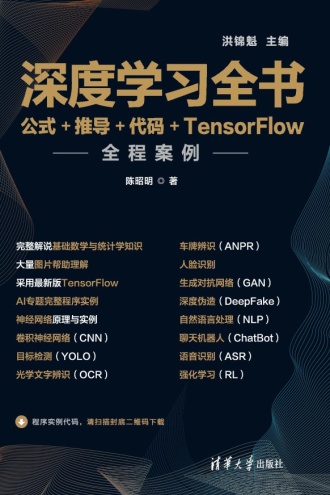 洪锦魁 主编
深度学习全书
公式 + 推导 + 代码 + TensorFlow
全程案例
陈昭明 ◎ 著
完整解说基础数学与统计学知识
大量图片帮助理解
采用最新版TensorFlow
AI专题完整程序实例
神经网络原理与实例
卷积神经网络（CNN）
目标检测（YOLO）
光学文字辨识（OCR）
车牌辨识（ANPR）
人脸识别
生成对抗网络（GAN）
深度伪造（DeepFake）
自然语言处理（NLP）
聊天机器人（ChatBot）
语音识别（ASR）
强化学习（RL）
程序实例代码，请扫描封底二维码下载
清华大学出版社